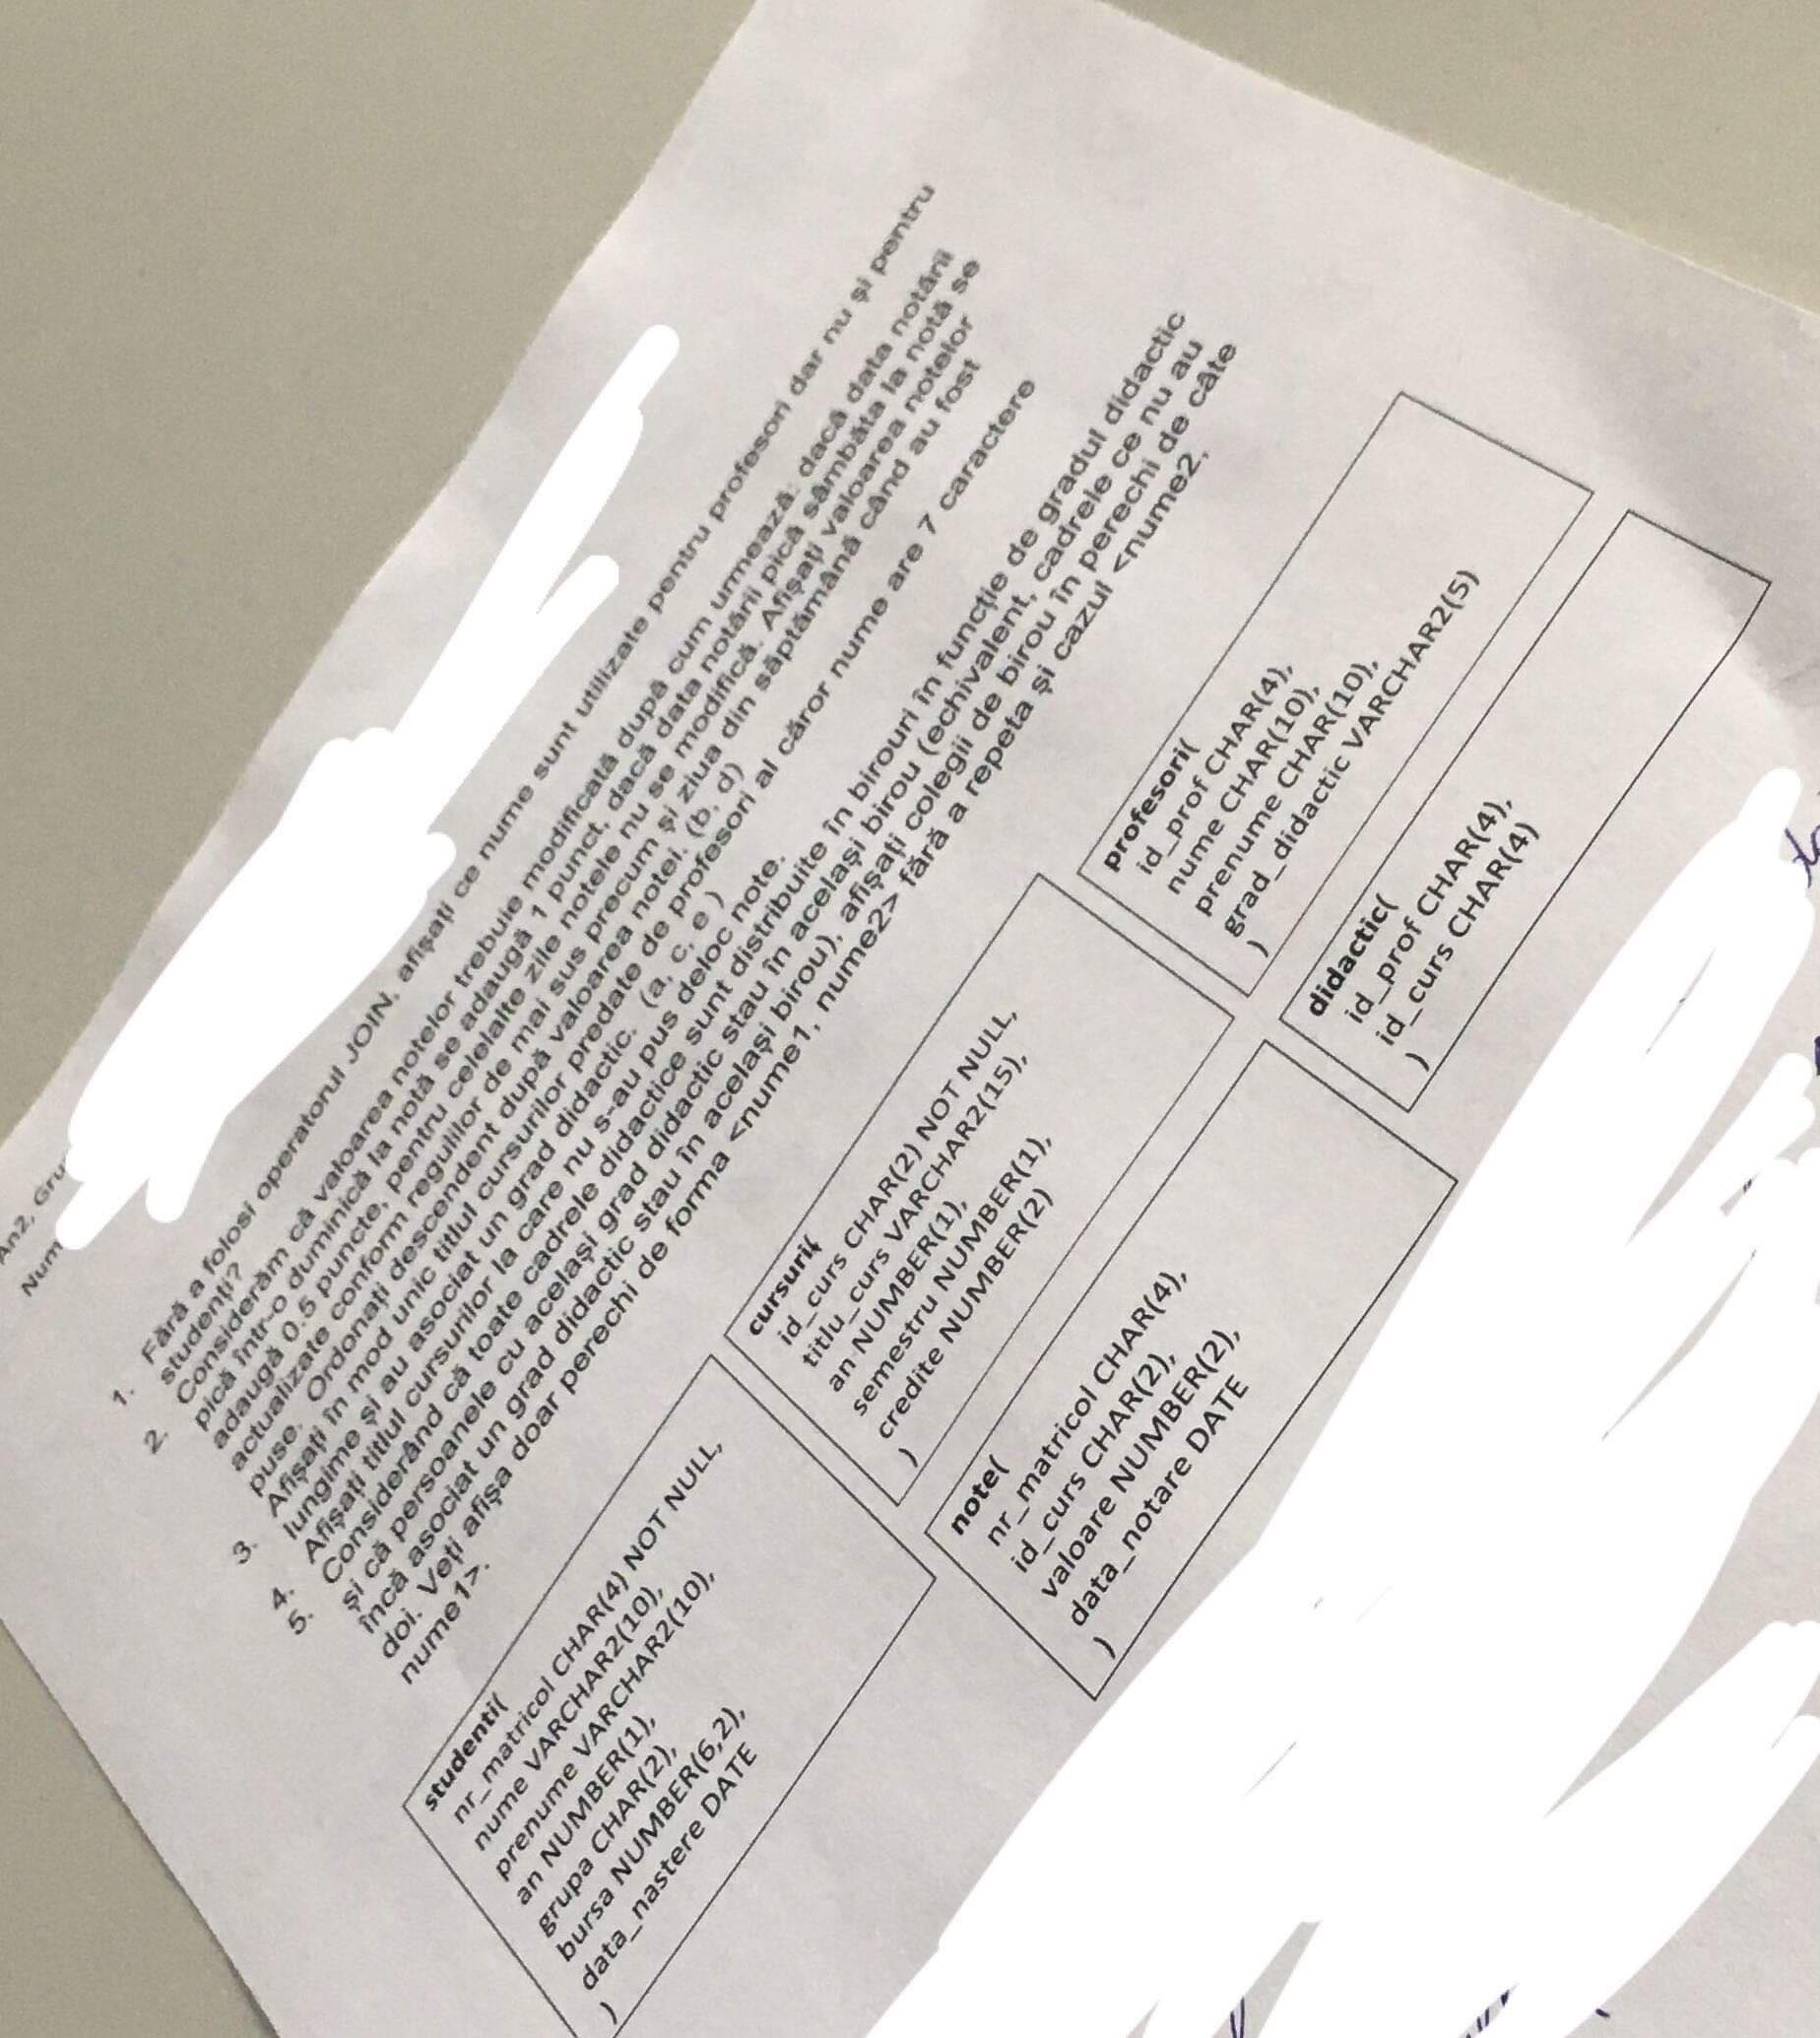 An2, Gru
Num
1. Fără a folosi operatorul JOIN, afișați ce nume sunt utilizate pentru profesori dar nu și pentru
studenți?
2. Considerăm că valoarea notelor trebuie modificată după cum urmează: dacă data notării
pică într-o duminică la notă se adaugă 1 punct, dacă data notării pică sâmbăta la notă se
adaugă 0.5 puncte, pentru celelalte zile notele nu se modifică. Afișați valoarea notelor
actualizate conform regulilor de mai sus precum și ziua din săptămână când au fost
puse. Ordonați descendent după valoarea notei. (b, d)
3. Afișați în mod unic titlul cursurilor predate de profesori al căror nume are 7 caractere
lungime și au asociat un grad didactic. (a, c, e )
4. Afișați titlul cursurilor la care nu s-au pus deloc note.
5. Considerând că toate cadrele didactice sunt distribuite în birouri în funcție de gradul didactic
și că persoanele cu același grad didactic stau în același birou (echivalent, cadrele ce nu au
încă asociat un grad didactic stau în același birou), afișați colegii de birou în perechi de câte
doi. Veți afișa doar perechi de forma <nume1, nume2> fără a repeta și cazul <nume2,
nume1>.
studenti(
nr_matricol CHAR(4) NOT NULL,
nume VARCHAR2(10),
prenume VARCHAR2(10),
an NUMBER(1),
grupa CHAR(2),
bursa NUMBER(6,2),
data_nastere DATE
)
cursuri(
id_curs CHAR(2) NOT NULL,
titlu_curs VARCHAR2(15),
an NUMBER(1),
semestru NUMBER(1),
credite NUMBER(2)
)
note(
nr_matricol CHAR(4),
id_curs CHAR(2),
valoare NUMBER(2),
data_notare DATE
)
profesori(
id_prof CHAR(4),
nume CHAR(10),
prenume CHAR(10),
grad_didactic VARCHAR2(5)
)
didactic(
id_prof CHAR(4),
id_curs CHAR(4)
)